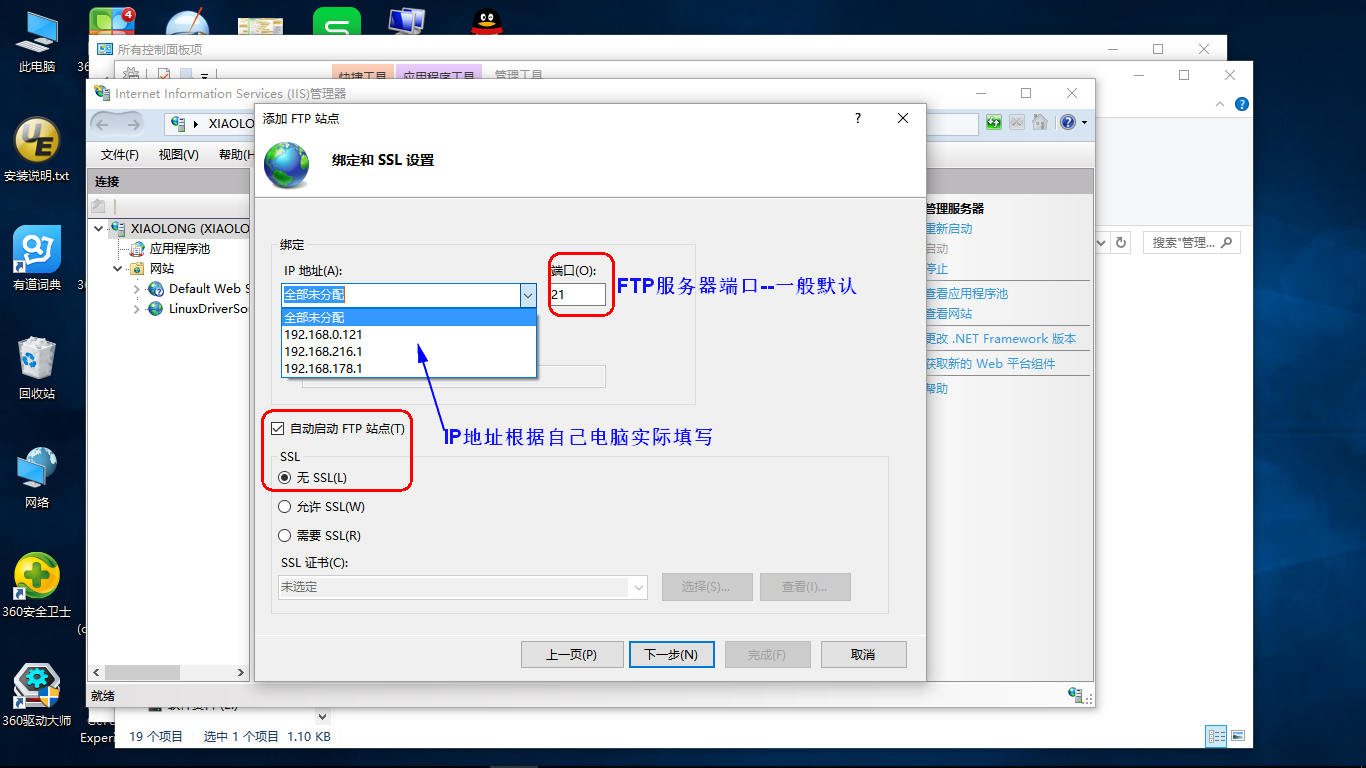 4
此电脑
36
所有控制面板项
快捷工具
应用程序工具
管理工具
Internet Information Services (IIS)管理器
XIAOLO
添加 FTP 站点
?
文件(F)
视图(V)
帮助(H
绑定和 SSL 设置
UE
安装说明.txt
连接
XIAOLONG (XIAOLO
应用程序池
网站
Default Web S
LinuxDriverSou
有道词典
36
管理服务器
重新启动
启动
停止
查看应用程序池
查看网站
更改 .NET Framework 版本
获取新的 Web 平台组件
帮助
搜索"管理...
绑定
IP 地址(A):
端口(O):
全部未分配
21
FTP服务器端口--一般默认
全部未分配
192.168.0.121
192.168.216.1
192.168.178.1
回收站
自动启动 FTP 站点(T)
IP地址根据自己电脑实际填写
SSL
无 SSL(L)
允许 SSL(W)
需要 SSL(R)
SSL 证书(C):
未选定
选择(S)...
查看(I)...
网络
360安全卫士
(c
上一页(P)
下一步(N)
完成(F)
取消
就绪
360驱动大师
Experi
19 个项目
选中 1 个项目 1.10 KB